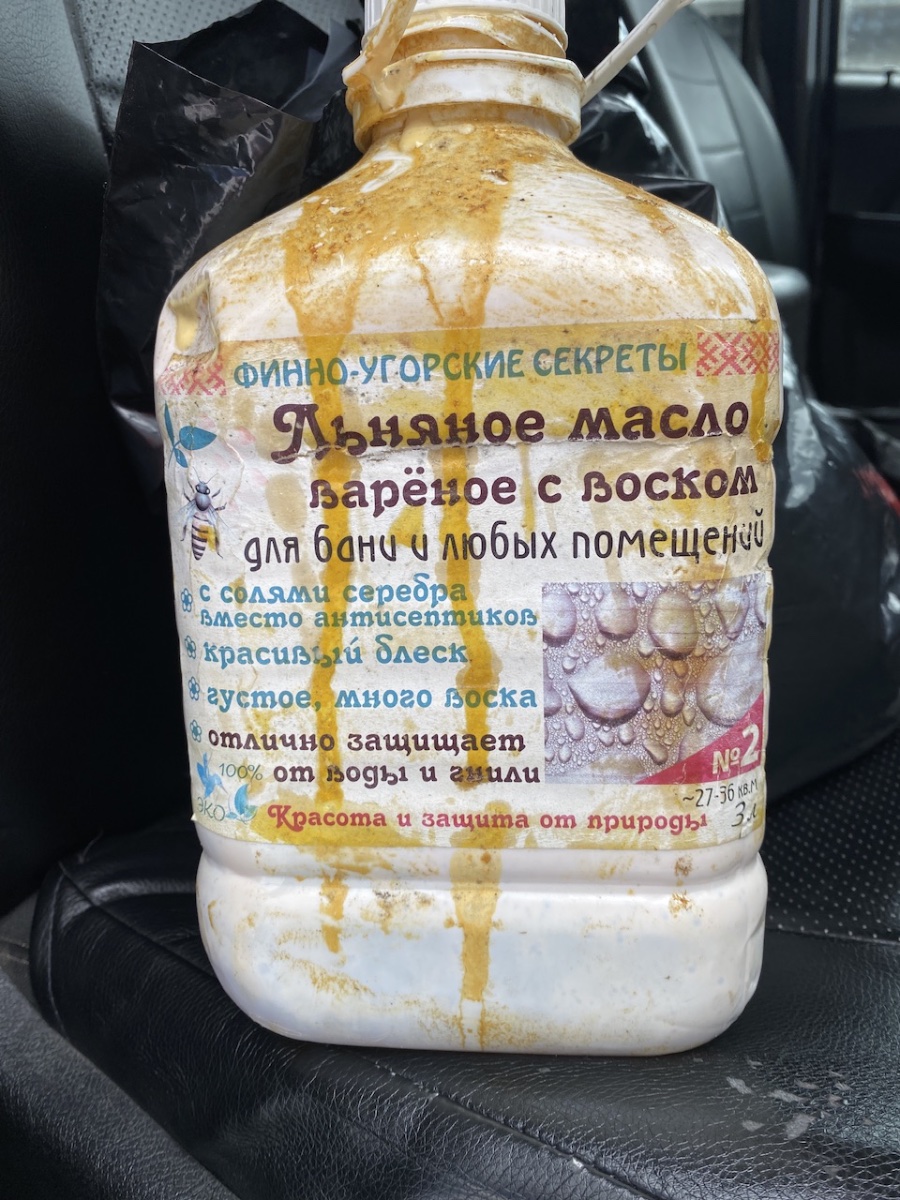 ФИННО-УГОРСКИЕ СЕКРЕТЫ
Льняное масло
варёное с воском
для бани и любых помещений
с солями серебра
вместо антисептиков
красивый блеск
густое, много воска
отлично защищает
от воды и гнили
100%
эко
№2
~27-36 кв.м
3 л
Красота и защита от природы